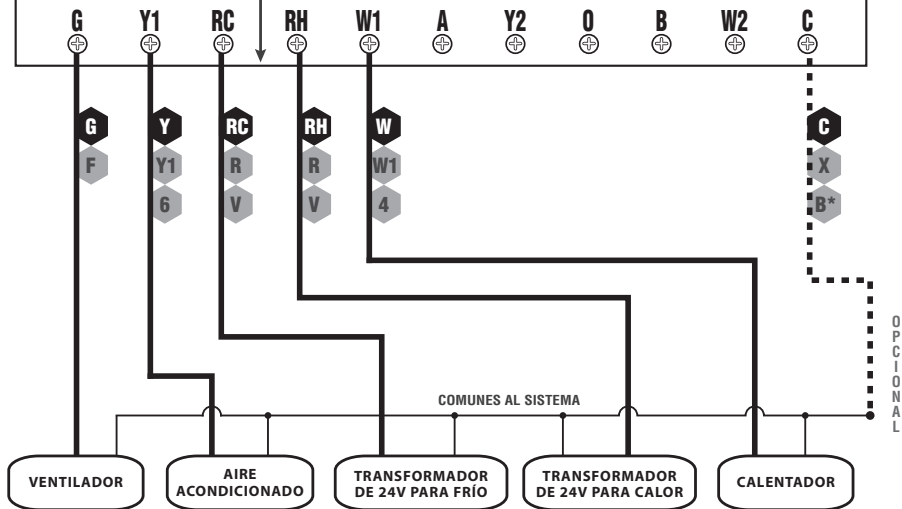 G Y1 RC RH W1 A Y2 O B W2 C
G Y RC RH W C
F Y1 R R W1 X
6 V V 4 B*
OPCIONAL
COMUNES AL SISTEMA
VENTILADOR
AIRE
ACONDICIONADO
TRANSFORMADOR
DE 24V PARA FRÍO
TRANSFORMADOR
DE 24V PARA CALOR
CALENTADOR